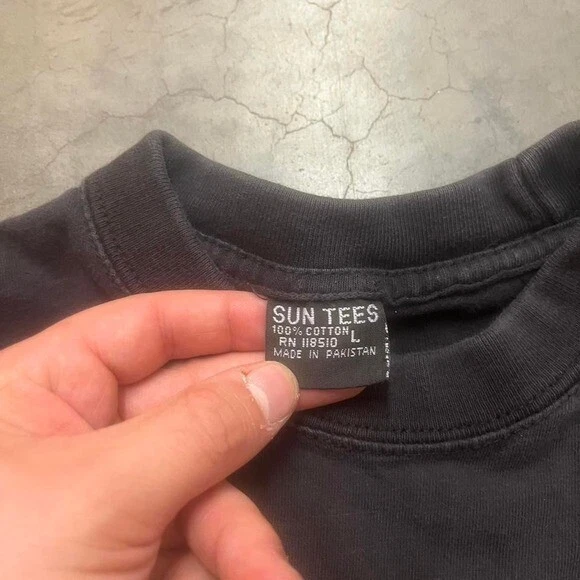 SUN TEES
100% COTTON
RN 118510 L
MADE IN PAKISTAN